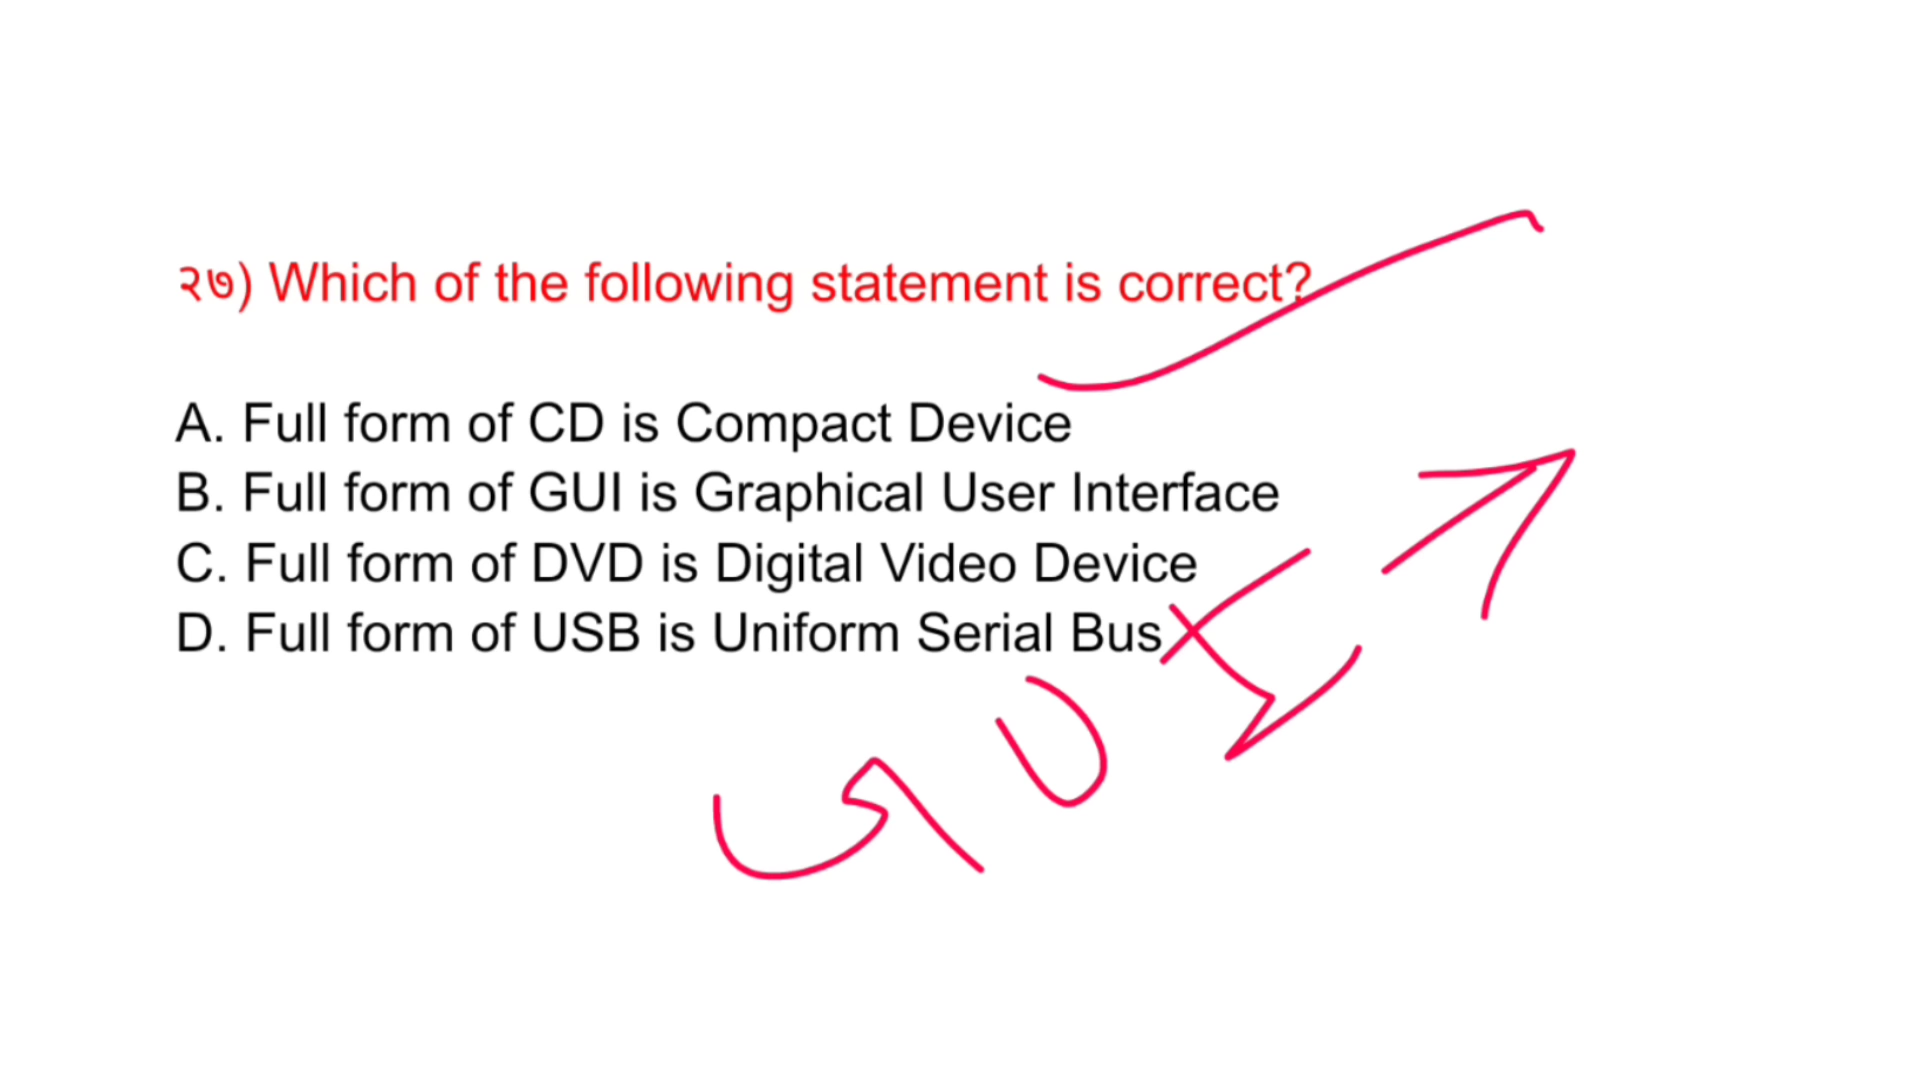 २७) Which of the following statement is correct?
A. Full form of CD is Compact Device
B. Full form of GUI is Graphical User Interface
C. Full form of DVD is Digital Video Device
D. Full form of USB is Uniform Serial Bus
GUI